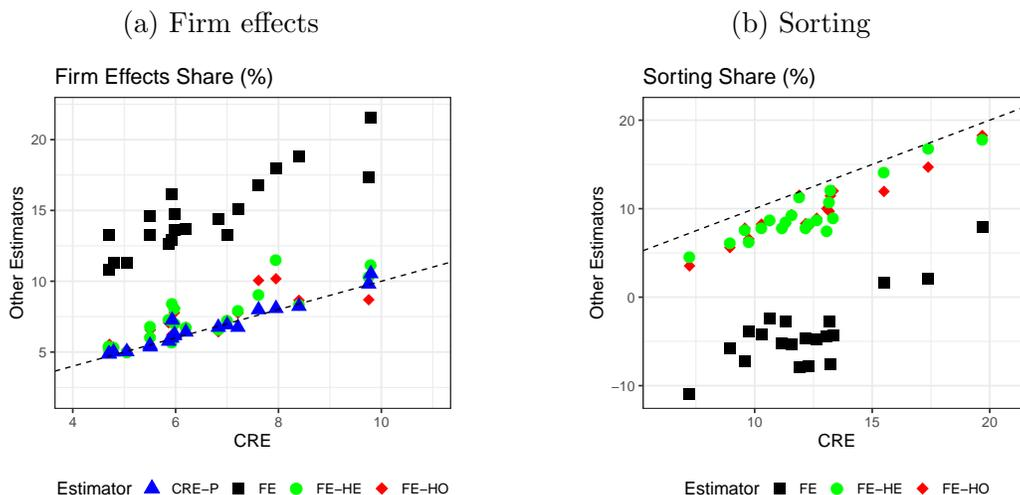 (a) Firm effects
(b) Sorting
Firm Effects Share (%)
Other Estimators
20
15
10
5
4 6 8 10
CRE
Estimator CRE−P FE FE−HE FE−HO
Sorting Share (%)
Other Estimators
20
10
0
−10
10 15 20
CRE
Estimator FE FE−HE FE−HO